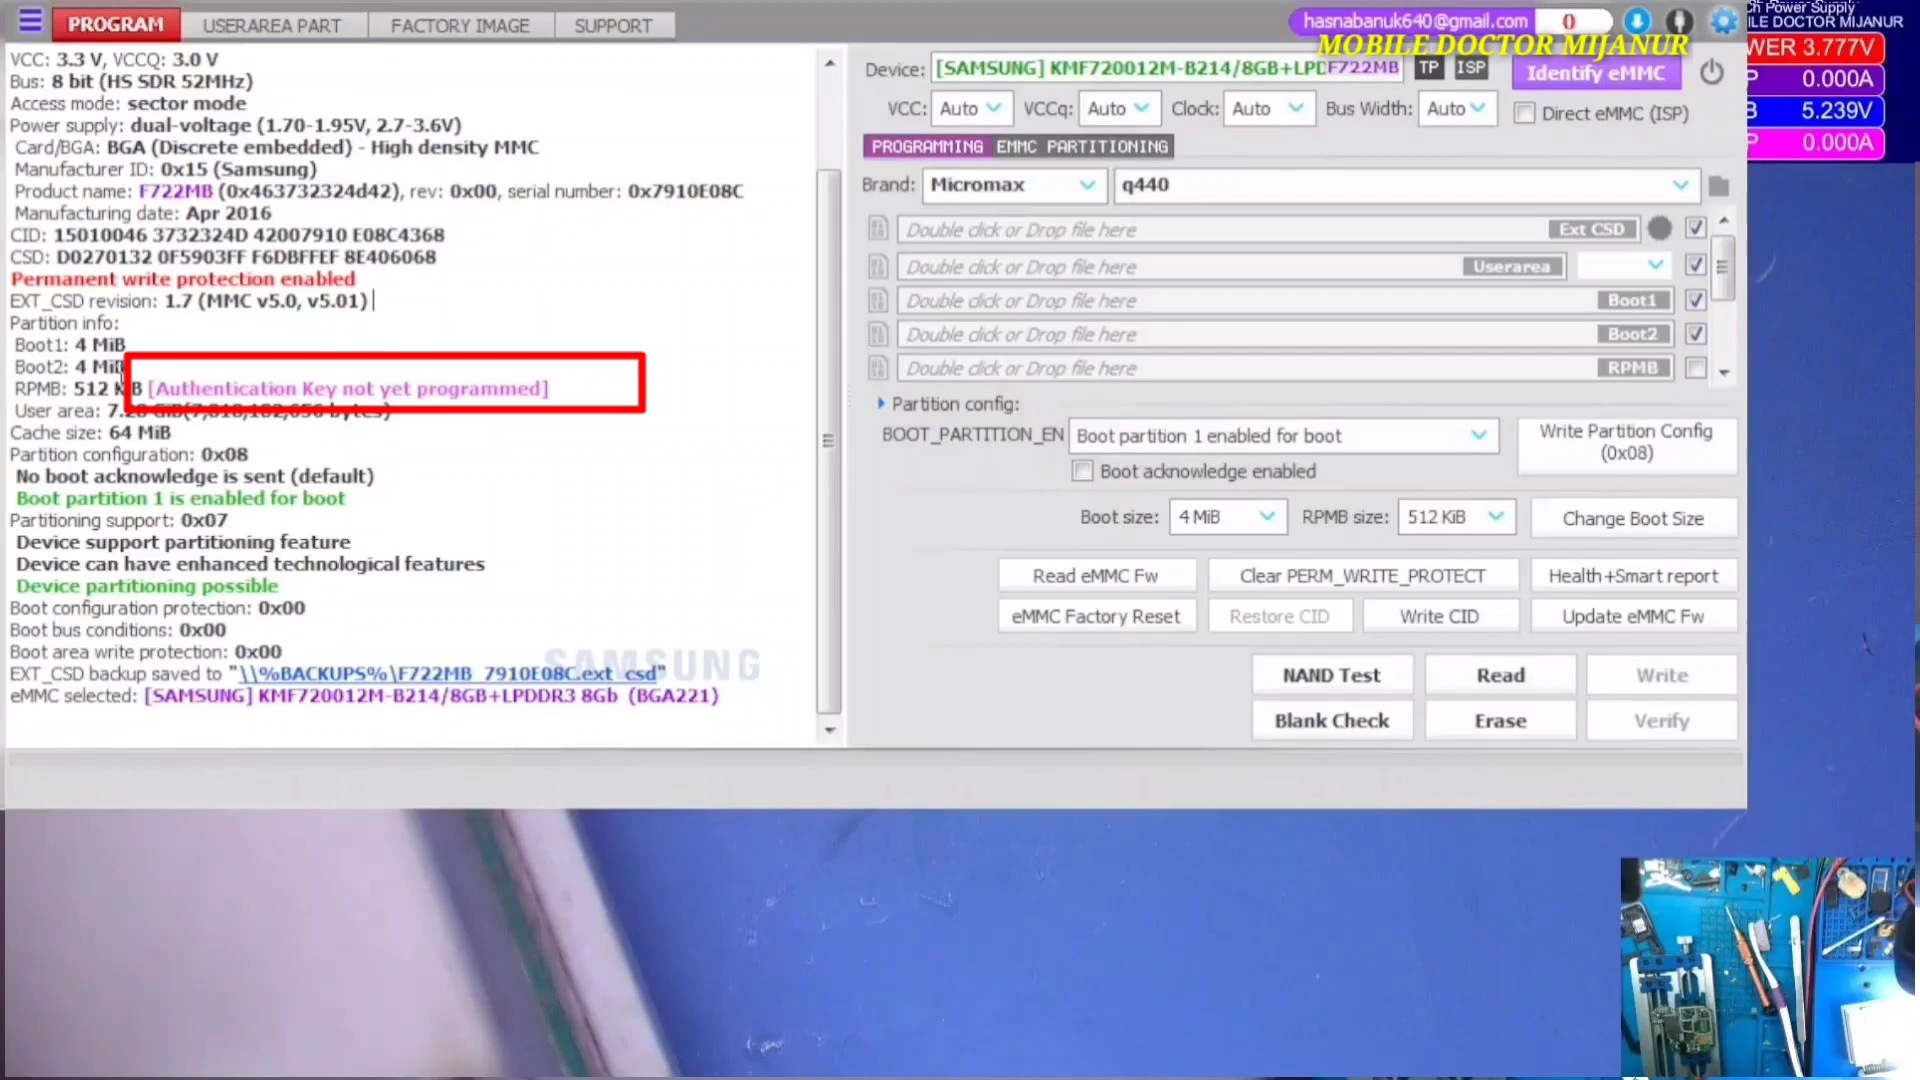 PROGRAM
USERAREA PART
FACTORY IMAGE
SUPPORT
hasnabanuk640@gmail.com
0
MOBILE DOCTOR MIJANUR
ch Power Supply
ILE DOCTOR MIJANUR
WER 3.777V
P 0.000A
B 5.239V
P 0.000A
VCC: 3.3 V, VCCQ: 3.0 V
Bus: 8 bit (HS SDR 52MHz)
Access mode: sector mode
Power supply: dual-voltage (1.70-1.95V, 2.7-3.6V)
Card/BGA: BGA (Discrete embedded) - High density MMC
Manufacturer ID: 0x15 (Samsung)
Product name: F722MB (0x463732324d42), rev: 0x00, serial number: 0x7910E08C
Manufacturing date: Apr 2016
CID: 15010046 3732324D 42007910 E08C4368
CSD: D0270132 0F5903FF F6DBFFEF 8E406068
Permanent write protection enabled
EXT_CSD revision: 1.7 (MMC v5.0, v5.01)
Partition info:
Boot1: 4 MiB
Boot2: 4 MiB
RPMB: 512 KiB [Authentication Key not yet programmed]
User area:
Cache size: 64 MiB
Partition configuration: 0x08
No boot acknowledge is sent (default)
Boot partition 1 is enabled for boot
Partitioning support: 0x07
Device support partitioning feature
Device can have enhanced technological features
Device partitioning possible
Boot configuration protection: 0x00
Boot bus conditions: 0x00
Boot area write protection: 0x00
EXT_CSD backup saved to "\\%BACKUPS%\F722MB_7910E08C.ext_csd"
eMMC selected: [SAMSUNG] KMF720012M-B214/8GB+LPDDR3 8Gb (BGA221)
SAMSUNG
Device: [SAMSUNG] KMF720012M-B214/8GB+LPD F722MB TP ISP Identify eMMC
VCC: Auto VCCq: Auto Clock: Auto Bus Width: Auto Direct eMMC (ISP)
PROGRAMMING EMMC PARTITIONING
Brand: Micromax q440
Double click or Drop file here Ext CSD
Double click or Drop file here Userarea
Double click or Drop file here Boot1
Double click or Drop file here Boot2
Double click or Drop file here RPMB
Partition config:
BOOT_PARTITION_EN Boot partition 1 enabled for boot
Write Partition Config
(0x08)
Boot acknowledge enabled
Boot size: 4 MiB RPMB size: 512 KiB Change Boot Size
Read eMMC Fw Clear PERM_WRITE_PROTECT Health+Smart report
eMMC Factory Reset Restore CID Write CID Update eMMC Fw
NAND Test Read Write
Blank Check Erase Verify